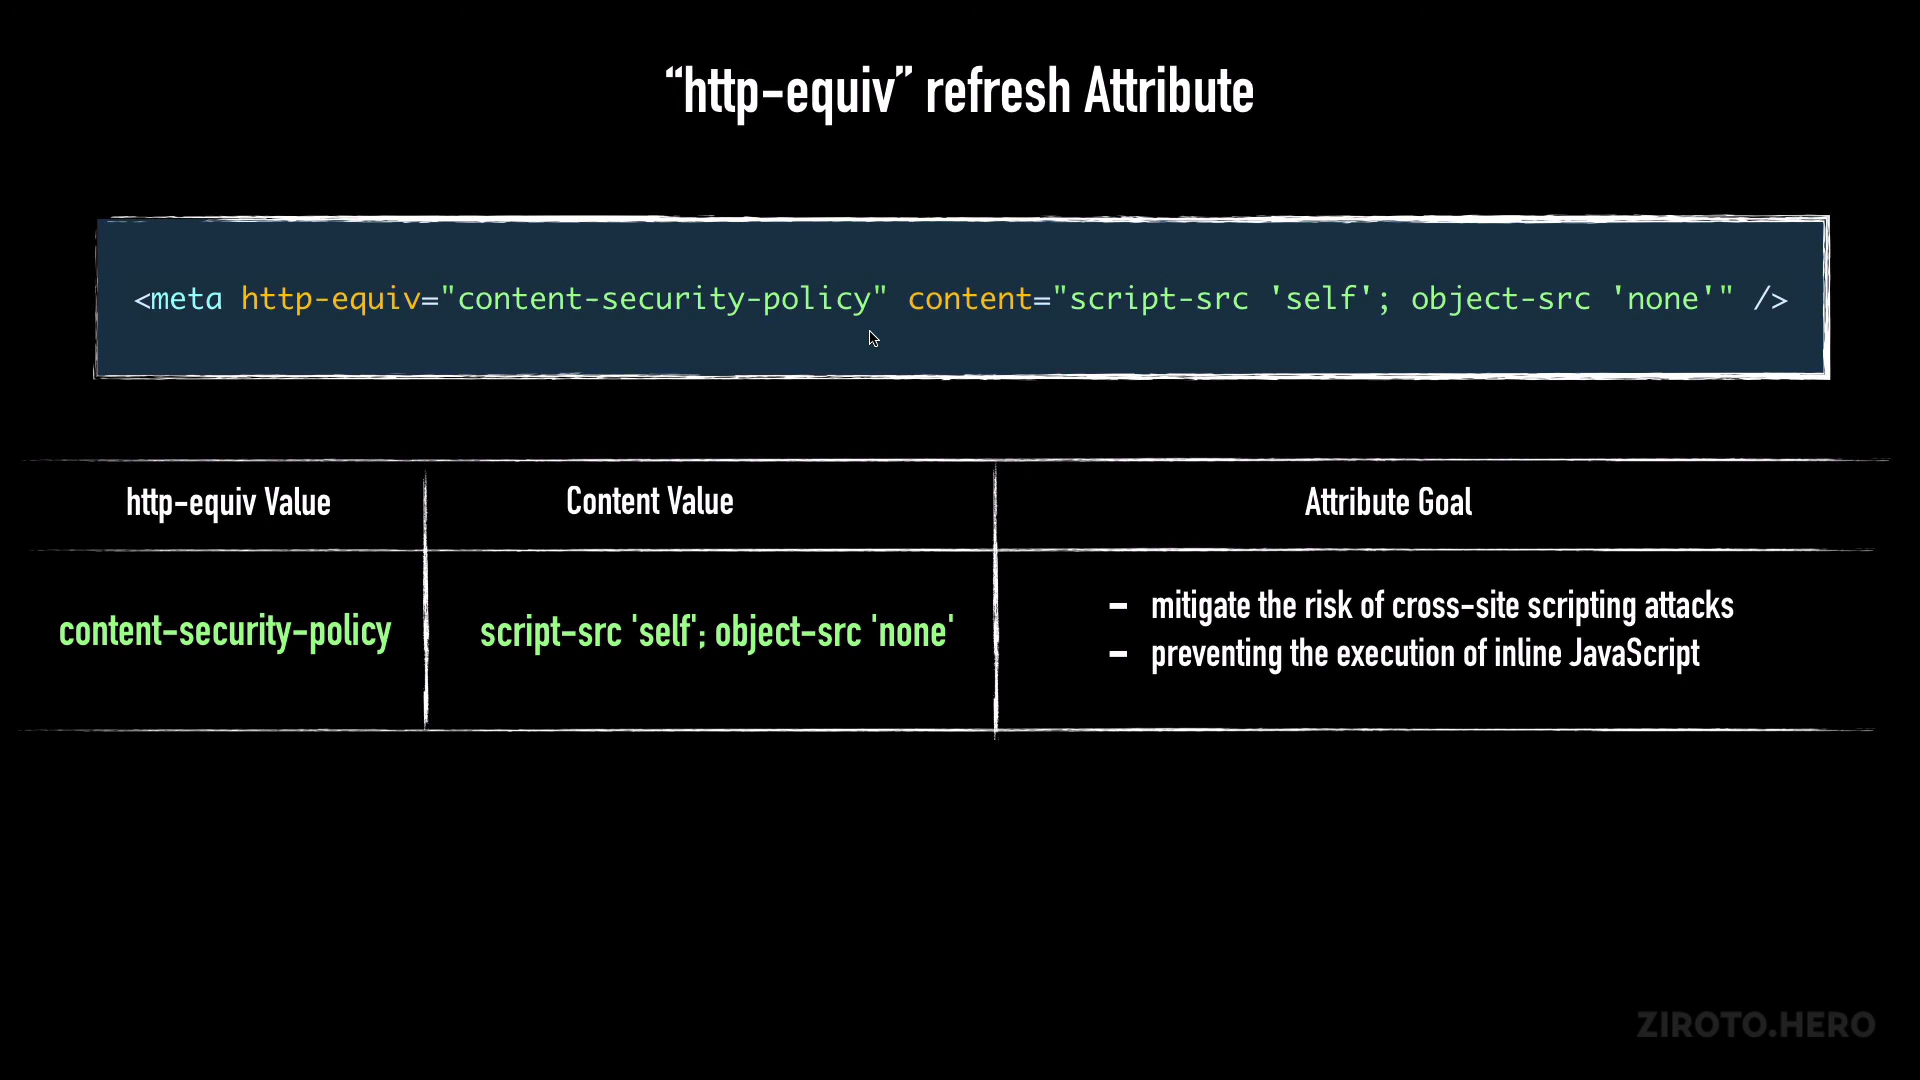 “http-equiv” refresh Attribute
<meta http-equiv="content-security-policy" content="script-src 'self'; object-src 'none'" />
http-equiv Value
Content Value
Attribute Goal
content-security-policy
script-src 'self'; object-src 'none'
- mitigate the risk of cross-site scripting attacks
- preventing the execution of inline JavaScript
ZIROTO.HERO